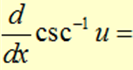 d/dx csc⁻¹ u =